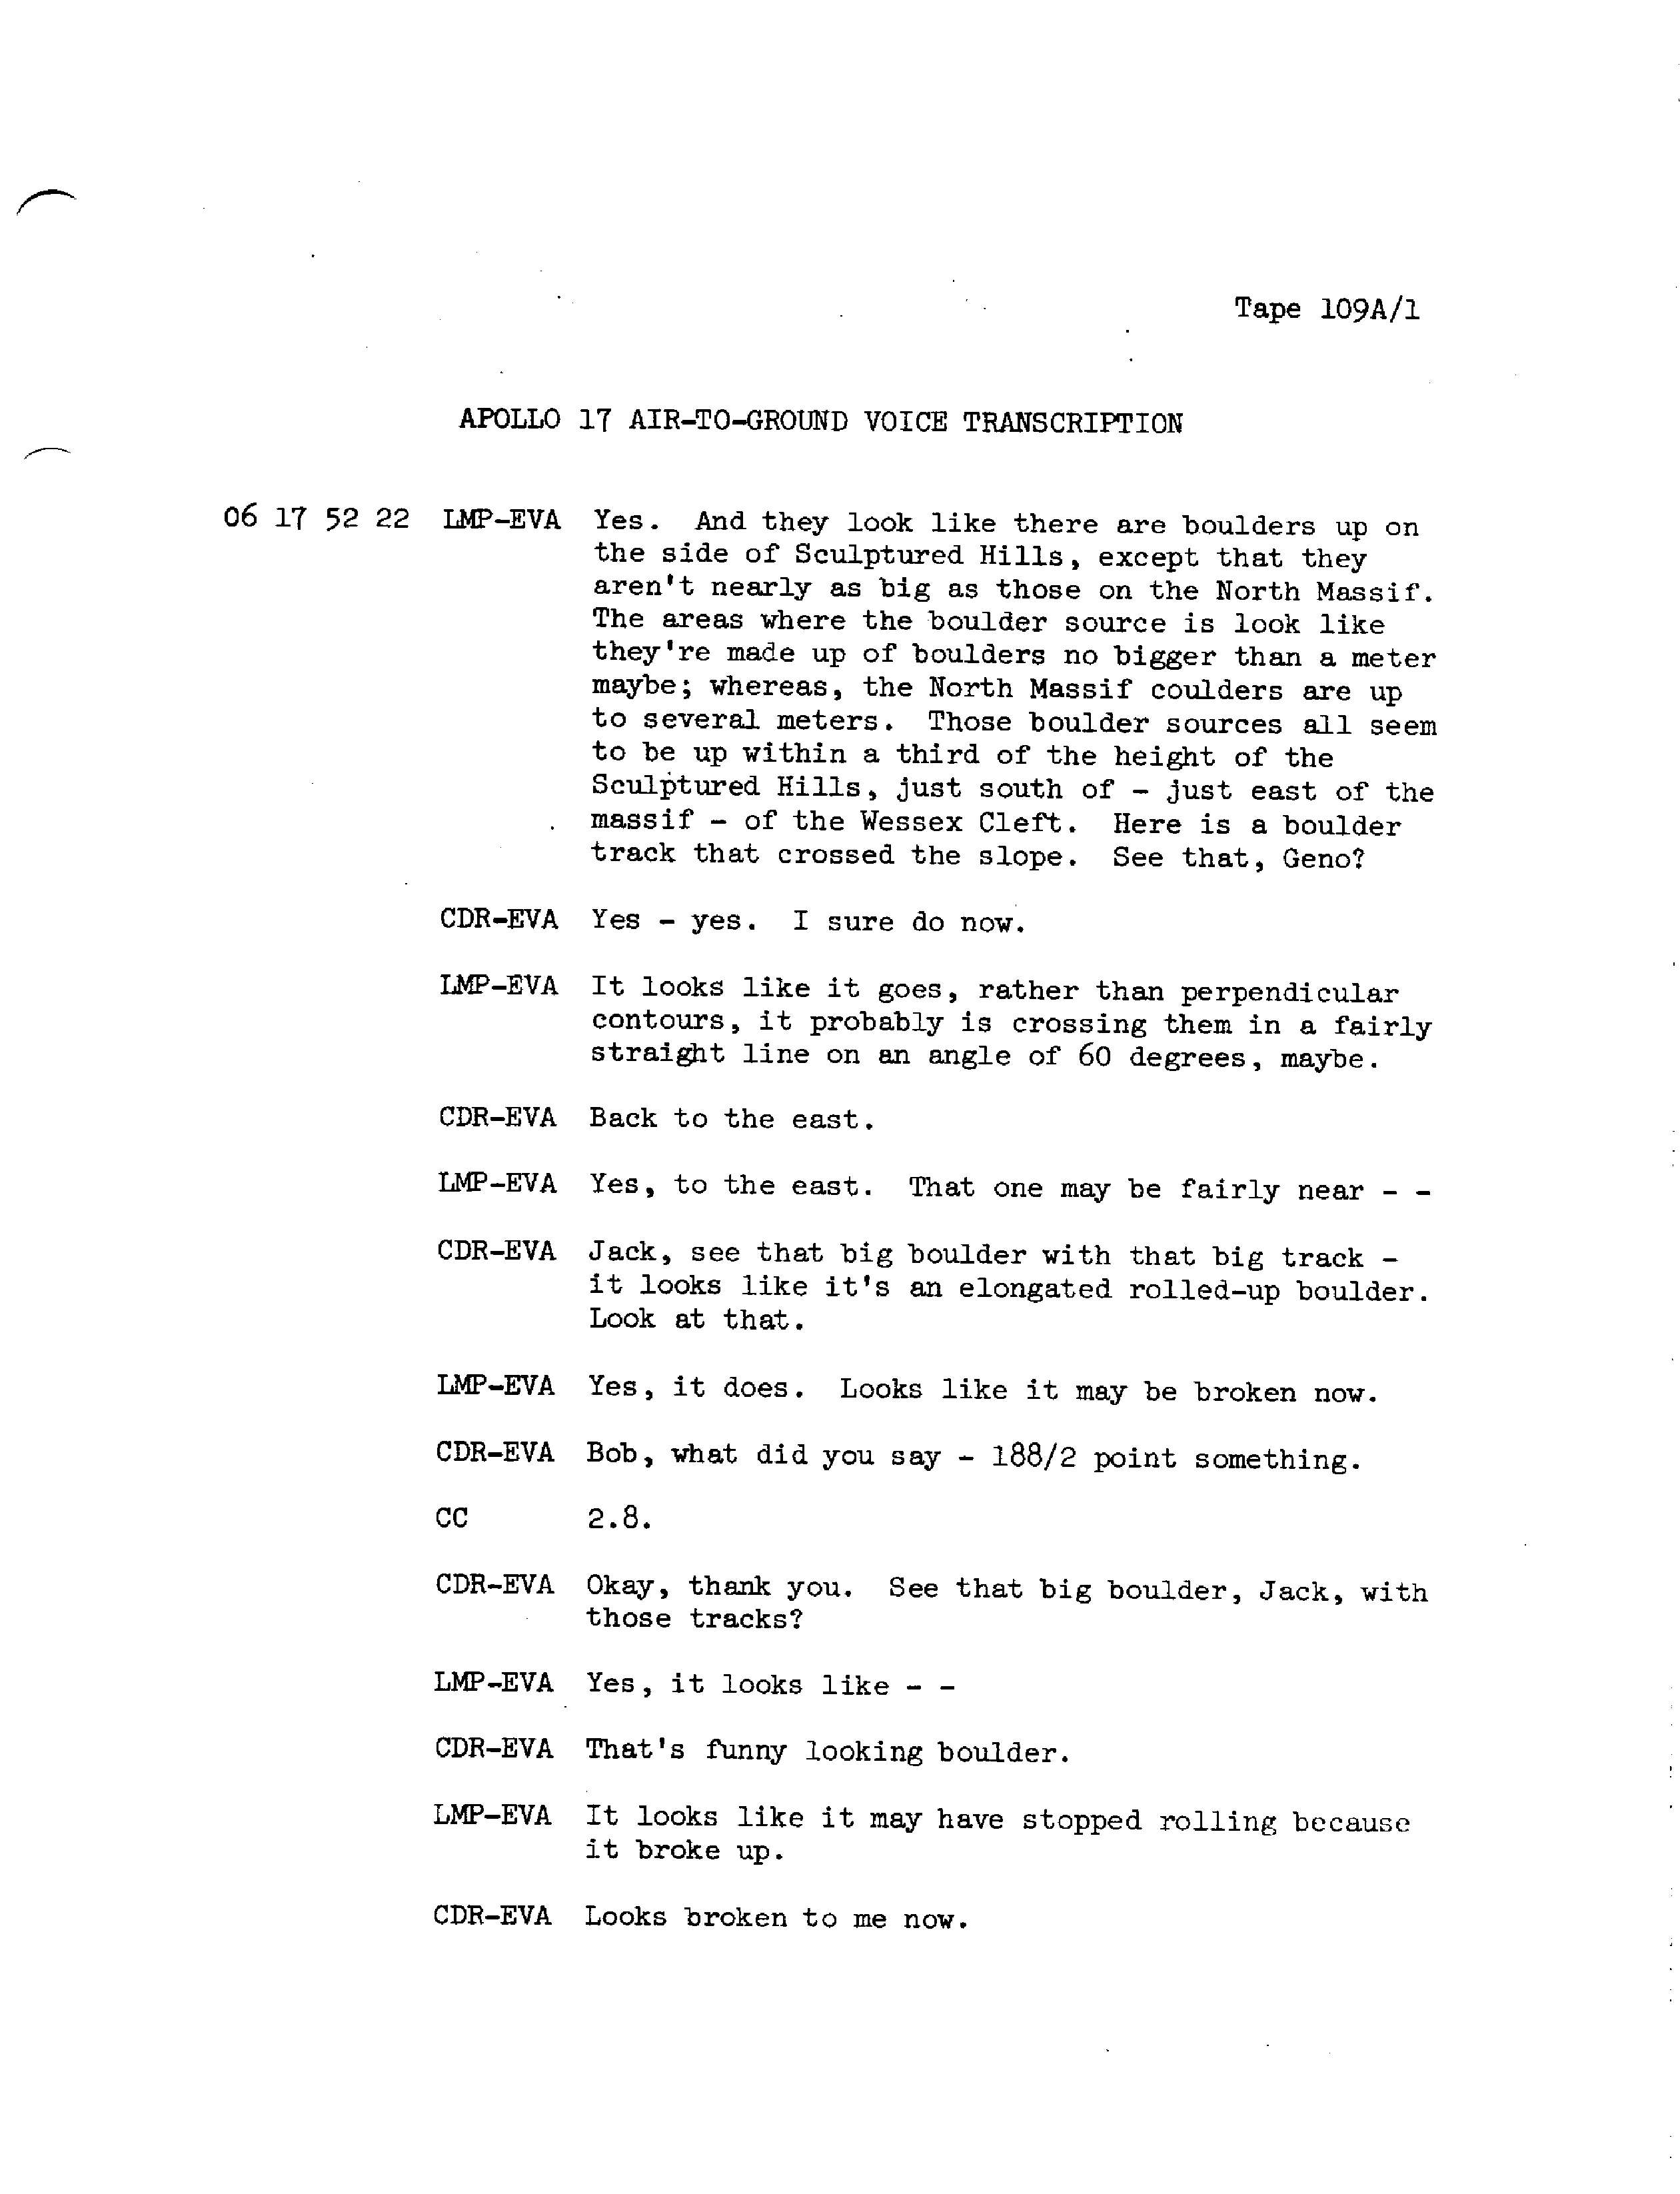 Tape 109A/1
APOLLO 17 AIR-TO-GROUND VOICE TRANSCRIPTION
06 17 52 22 LMP-EVA Yes. And they look like there are boulders up on
the side of Sculptured Hills, except that they
aren't nearly as big as those on the North Massif.
The areas where the boulder source is look like
they're made up of boulders no bigger than a meter
maybe; whereas, the North Massif coulders are up
to several meters. Those boulder sources all seem
to be up within a third of the height of the
Sculptured Hills, just south of - just east of the
massif - of the Wessex Cleft. Here is a boulder
track that crossed the slope. See that, Geno?
CDR-EVA Yes - yes. I sure do now.
LMP-EVA It looks like it goes, rather than perpendicular
contours, it probably is crossing them in a fairly
straight line on an angle of 60 degrees, maybe.
CDR-EVA Back to the east.
LMP-EVA Yes, to the east. That one may be fairly near - -
CDR-EVA Jack, see that big boulder with that big track -
it looks like it's an elongated rolled-up boulder.
Look at that.
LMP-EVA Yes, it does. Looks like it may be broken now.
CDR-EVA Bob, what did you say - 188/2 point something.
CC 2.8.
CDR-EVA Okay, thank you. See that big boulder, Jack, with
those tracks?
LMP-EVA Yes, it looks like - -
CDR-EVA That's funny looking boulder.
LMP-EVA It looks like it may have stopped rolling because
it broke up.
CDR-EVA Looks broken to me now.